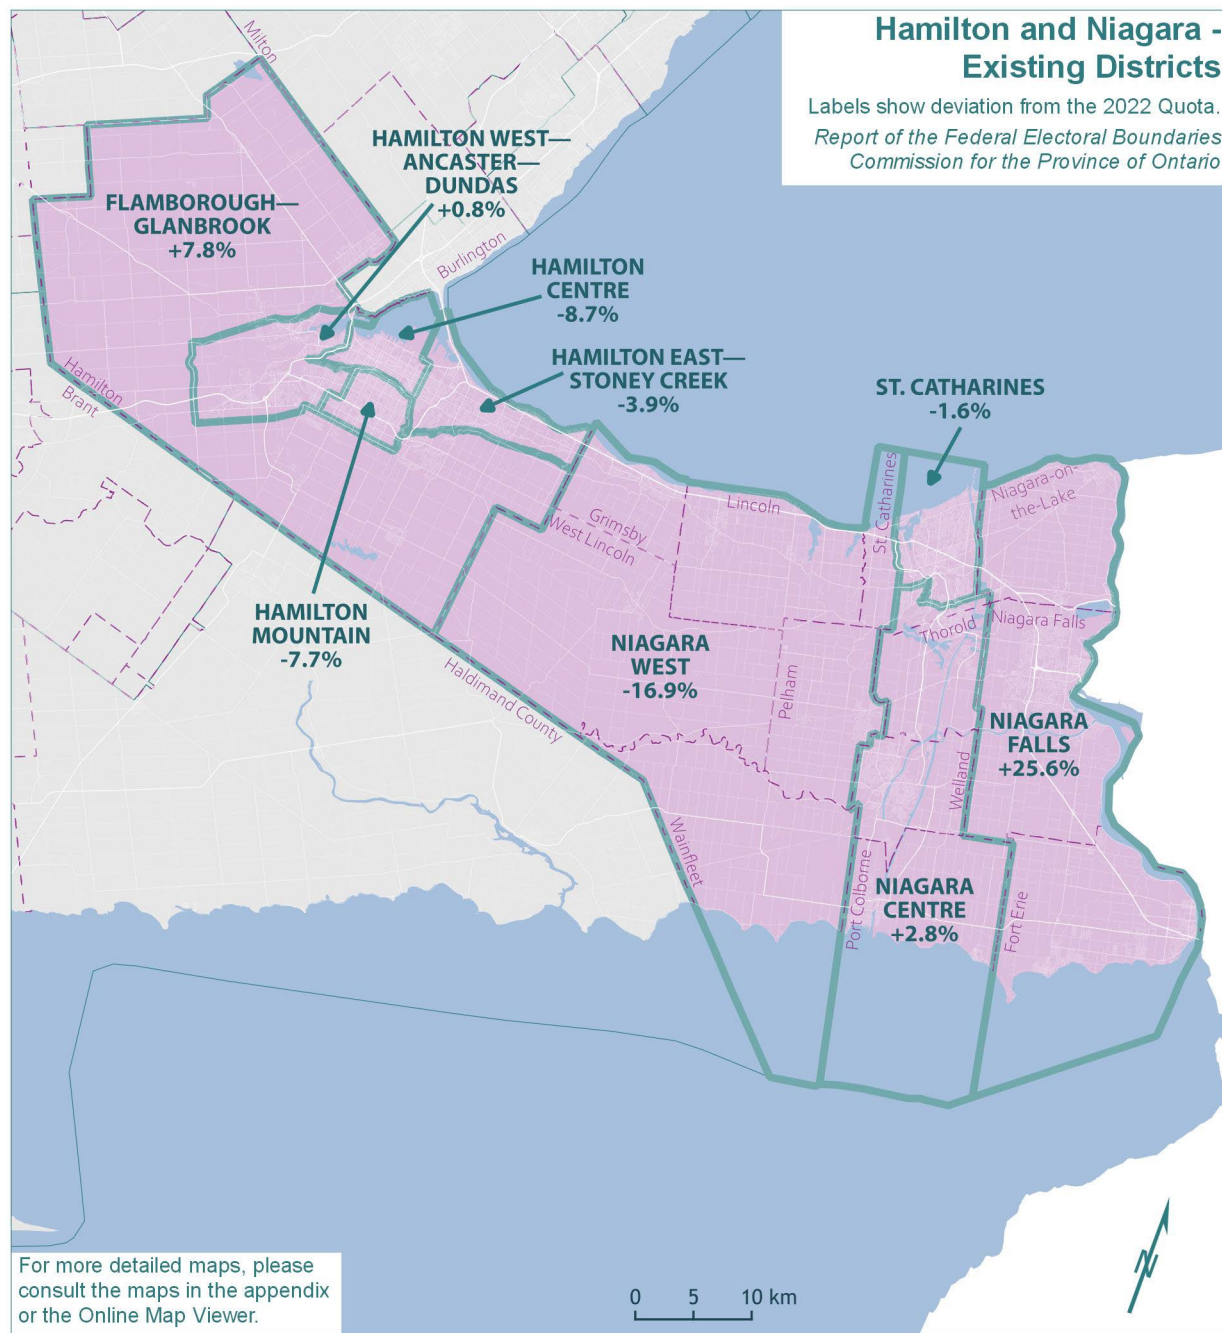 Hamilton and Niagara -
Existing Districts
Labels show deviation from the 2022 Quota.
Report of the Federal Electoral Boundaries
Commission for the Province of Ontario
Milton
HAMILTON WEST—
ANCASTER—
DUNDAS
+0.8%
FLAMBOROUGH—
GLANBROOK
+7.8%
Burlington
HAMILTON
CENTRE
-8.7%
HAMILTON EAST—
STONEY CREEK
-3.9%
ST. CATHARINES
-1.6%
Hamilton
Brant
St. Catharines
Niagara-on-
the-Lake
Lincoln
Grimsby
West Lincoln
HAMILTON
MOUNTAIN
-7.7%
Thorold
Niagara Falls
NIAGARA
WEST
-16.9%
Pelham
Haldimand County
NIAGARA
FALLS
+25.6%
Welland
Wainfleet
Port Colborne
NIAGARA
CENTRE
+2.8%
Fort Erie
N
For more detailed maps, please
consult the maps in the appendix
or the Online Map Viewer.
0 5 10 km